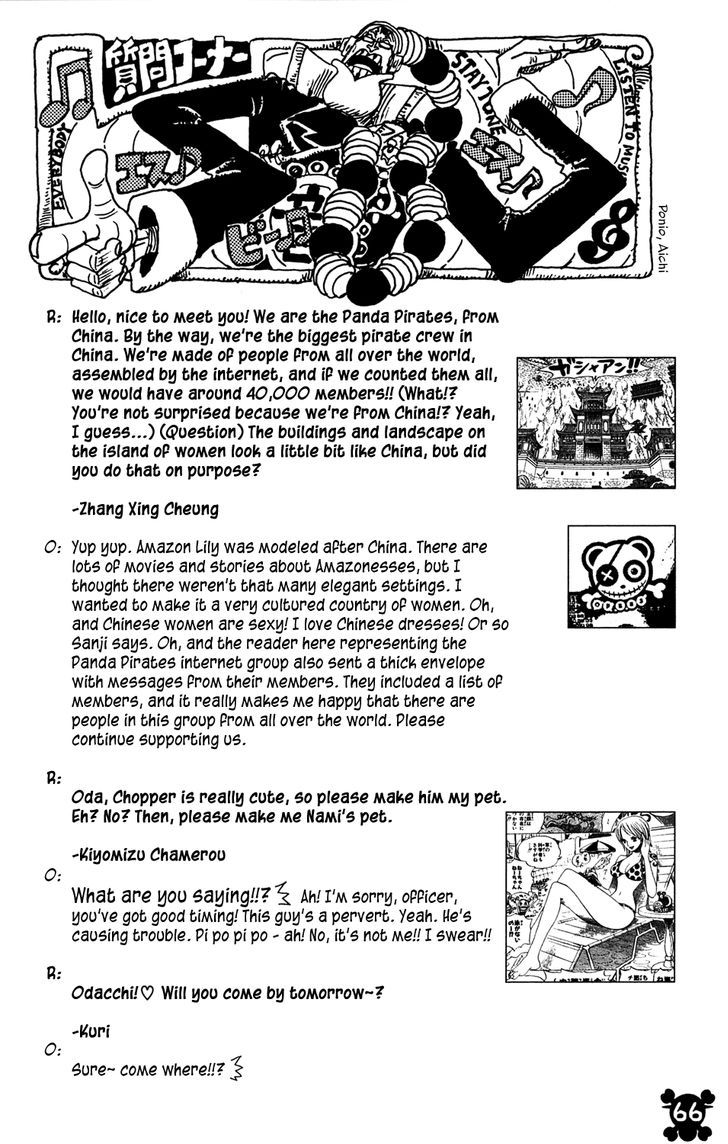 質問コーナー
EVERYBODY
エス♪
ビー♫
STAY TONE
エス♪
LISTEN TO MUS
Ponio, Aichi
R: Hello, nice to meet you! We are the Panda Pirates, from
China. By the way, we're the biggest pirate crew in
China. We're made of people from all over the world,
assembled by the internet, and if we counted them all,
we would have around 40,000 members!! (What!?
You're not surprised because we're from China!? Yeah,
I guess...) (Question) The buildings and landscape on
the island of women look a little bit like China, but did
you do that on purpose?
-Zhang Xing Cheung
ガシャアン!!
O: Yup yup. Amazon Lily was modeled after China. There are
lots of movies and stories about Amazonesses, but I
thought there weren't that many elegant settings. I
wanted to make it a very cultured country of women. Oh,
and Chinese women are sexy! I love Chinese dresses! Or so
Sanji says. Oh, and the reader here representing the
Panda Pirates internet group also sent a thick envelope
with messages from their members. They included a list of
members, and it really makes me happy that there are
people in this group from all over the world. Please
continue supporting us.
R:
Oda, Chopper is really cute, so please make him my pet.
Eh? No? Then, please make me Nami's pet.
-Kiyomizu Chamerou
O:
What are you saying!!? Ah! I'm sorry, officer,
you've got good timing! This guy's a pervert. Yeah. He's
causing trouble. Pi po pi po - ah! No, it's not me!! I swear!!
R:
Odacchi!♡ Will you come by tomorrow~?
-Kuri
O:
Sure~ come where!!?
66